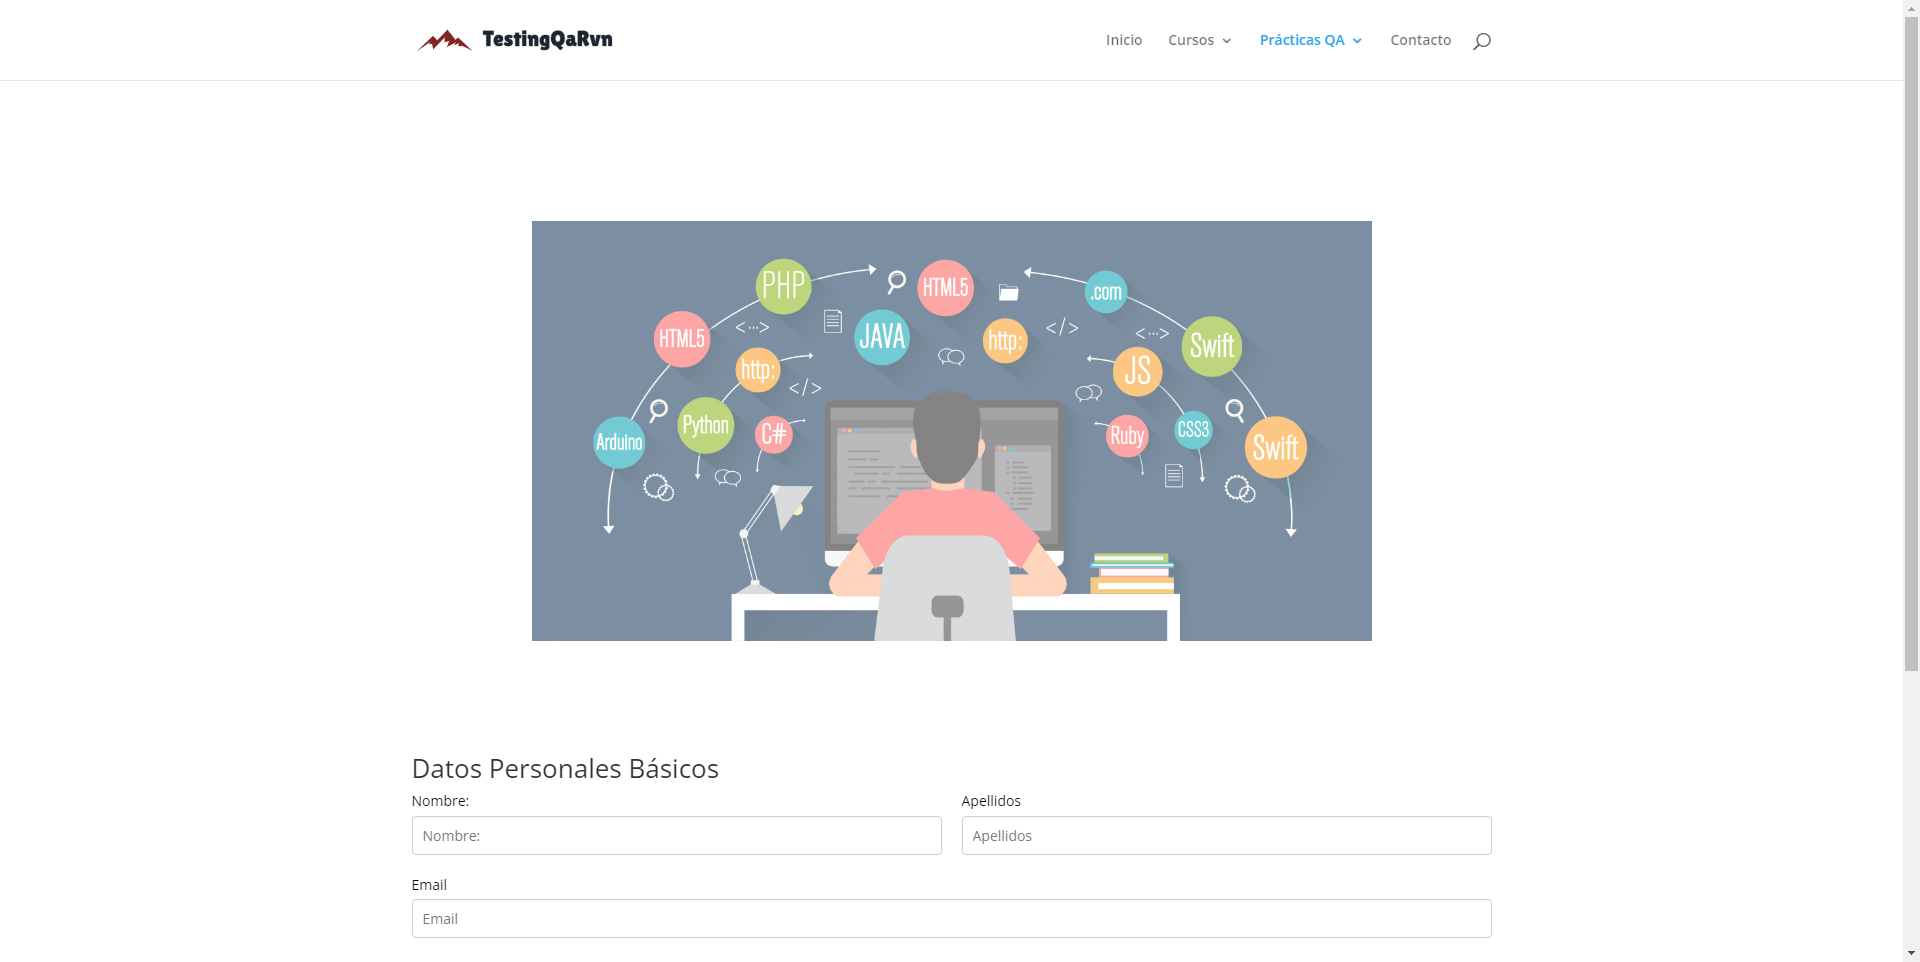 TestingQaRvn
Inicio
Cursos
Prácticas QA
Contacto
PHP
HTML5
.com
HTML5
JAVA
http:
Swift
<···>
</>
<···>
http:
JS
</>
Arduino
Python
C#
Ruby
CSS3
Swift
Datos Personales Básicos
Nombre:
Apellidos
Nombre:
Apellidos
Email
Email